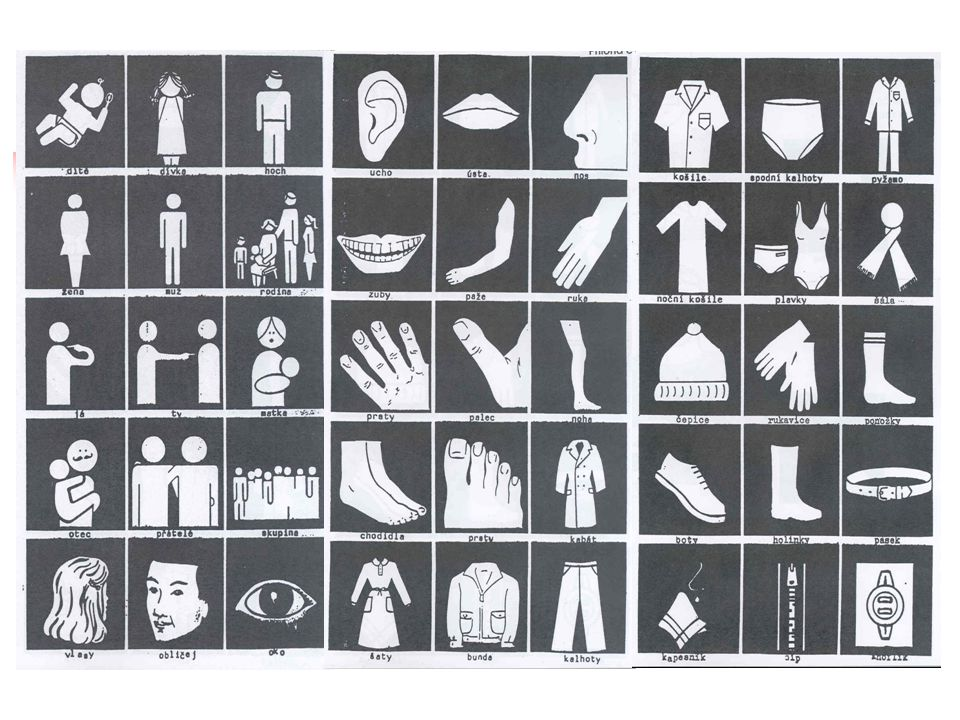 dítě dívka hoch
žena muž rodina
já ty matka
otec přátelé skupina
vlasy obličej oko
ucho ústa. nos
zuby paže ruka
prsty palec noha
chodidla prsty kabát
šaty bunda kalhoty
košile. spodní kalhoty pyžamo
noční košile plavky šála
čepice rukavice ponožky
boty holínky pásek
kapesník zip knoflík